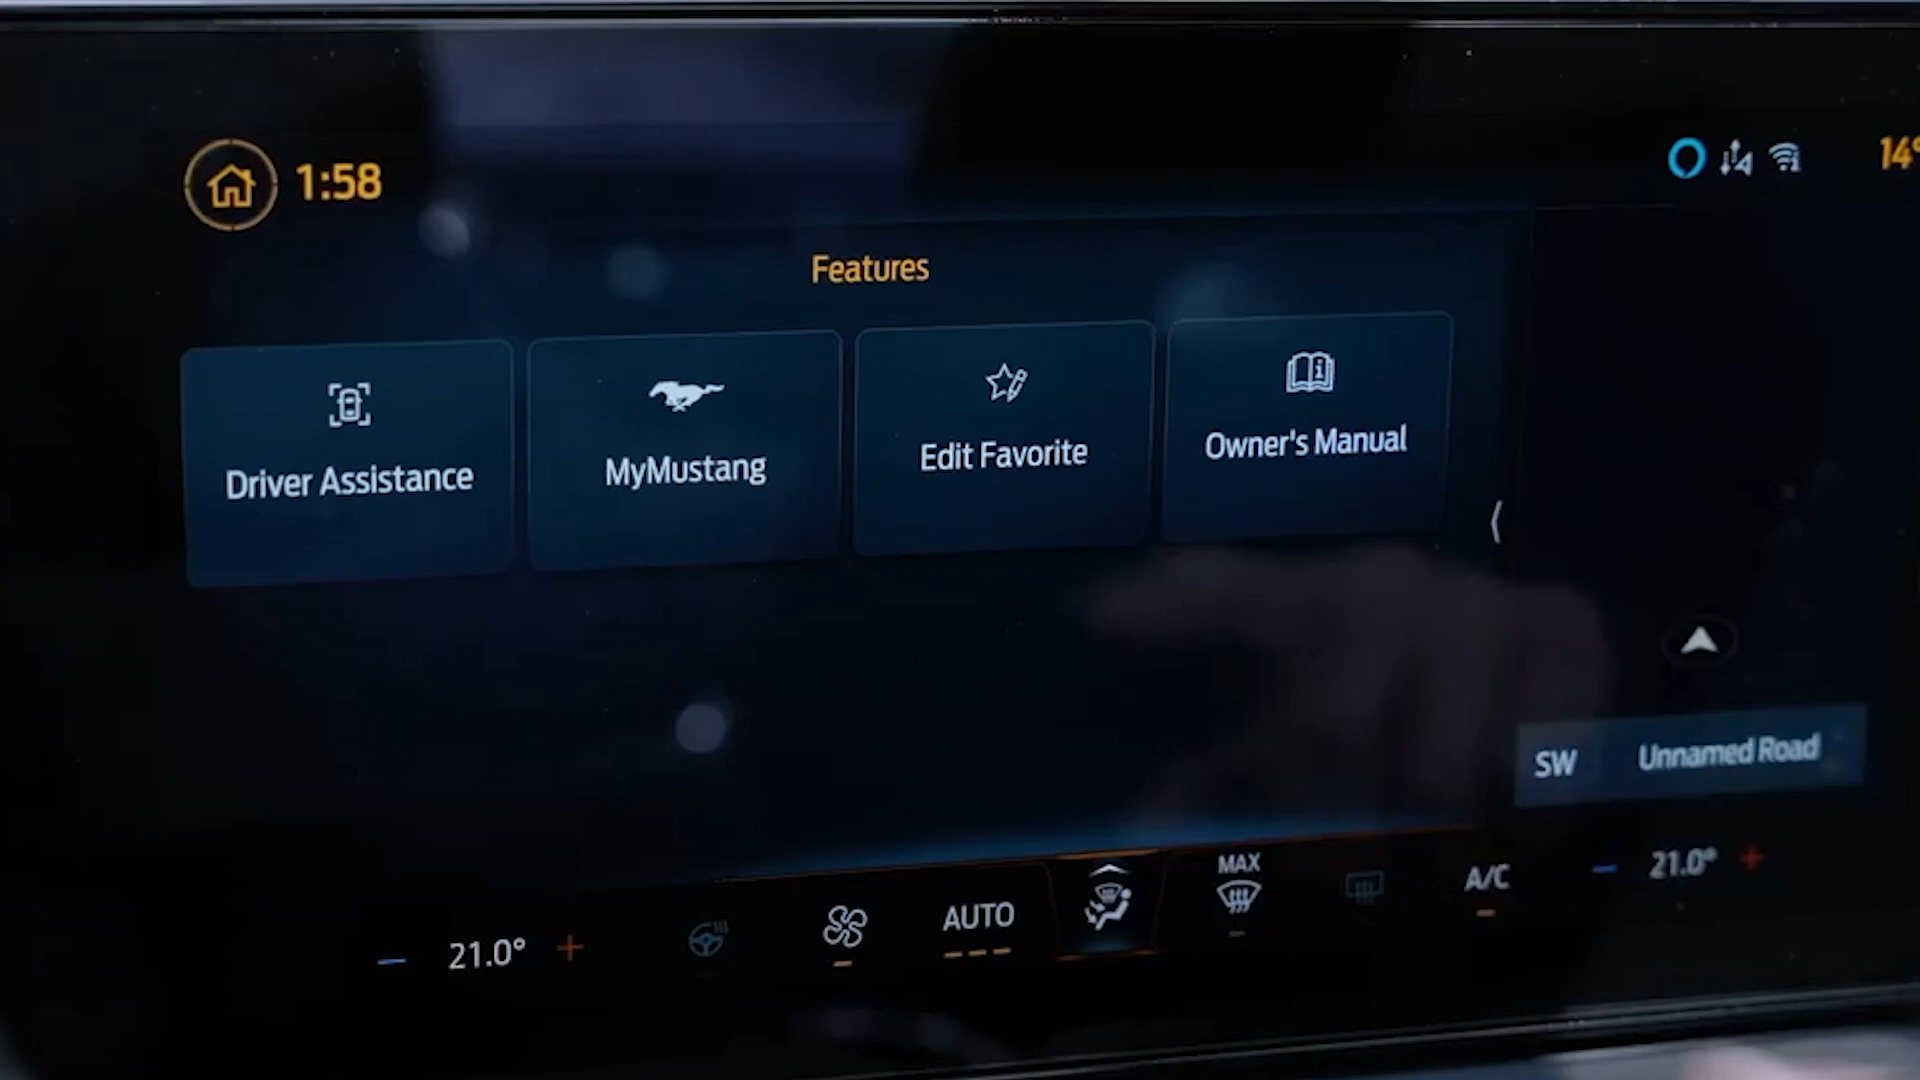 1:58
14°
Features
Driver Assistance
MyMustang
Edit Favorite
Owner's Manual
SW
Unnamed Road
21.0°
AUTO
MAX
A/C
21.0°